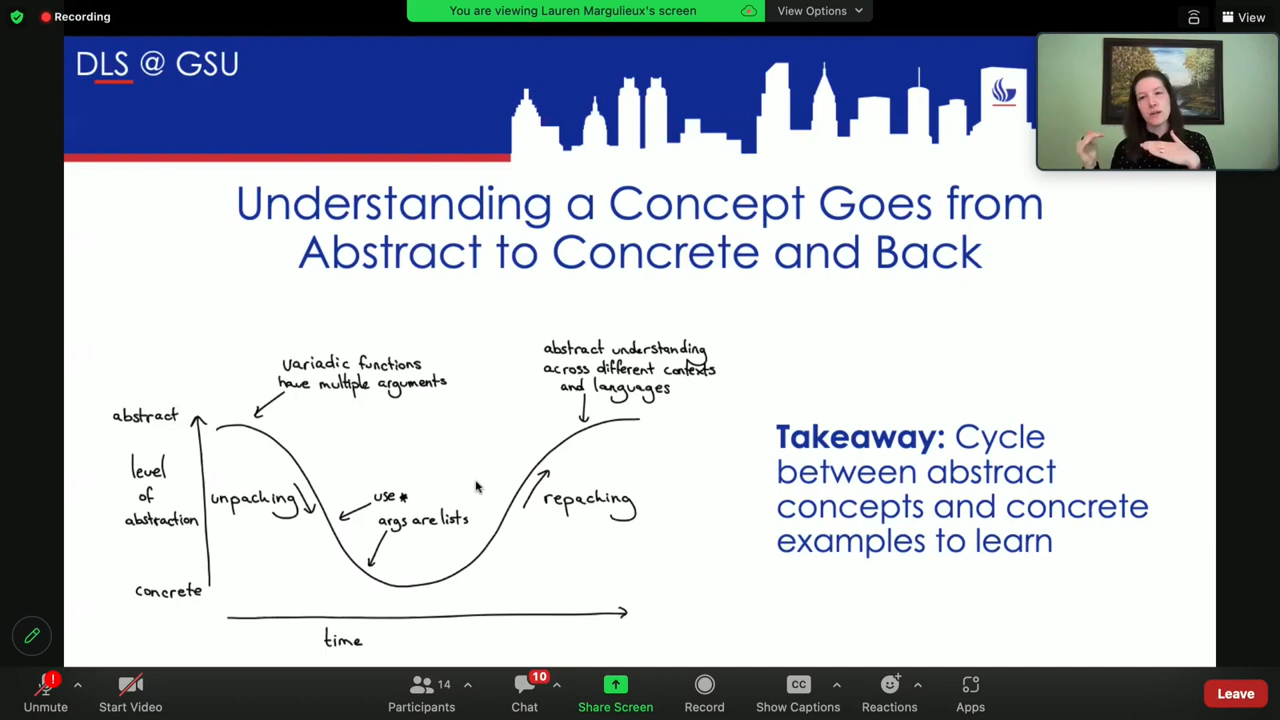 Recording
You are viewing Lauren Margulieux's screen
View Options
View
DLS @ GSU
Understanding a Concept Goes from
Abstract to Concrete and Back
variadic functions
have multiple arguments
abstract understanding
across different contexts
and languages
abstract
level
of
abstraction
concrete
unpacking
use *
args are lists
repacking
time
Takeaway: Cycle
between abstract
concepts and concrete
examples to learn
Unmute
Start Video
14
Participants
10
Chat
Share Screen
Record
CC
Show Captions
Reactions
Apps
Leave